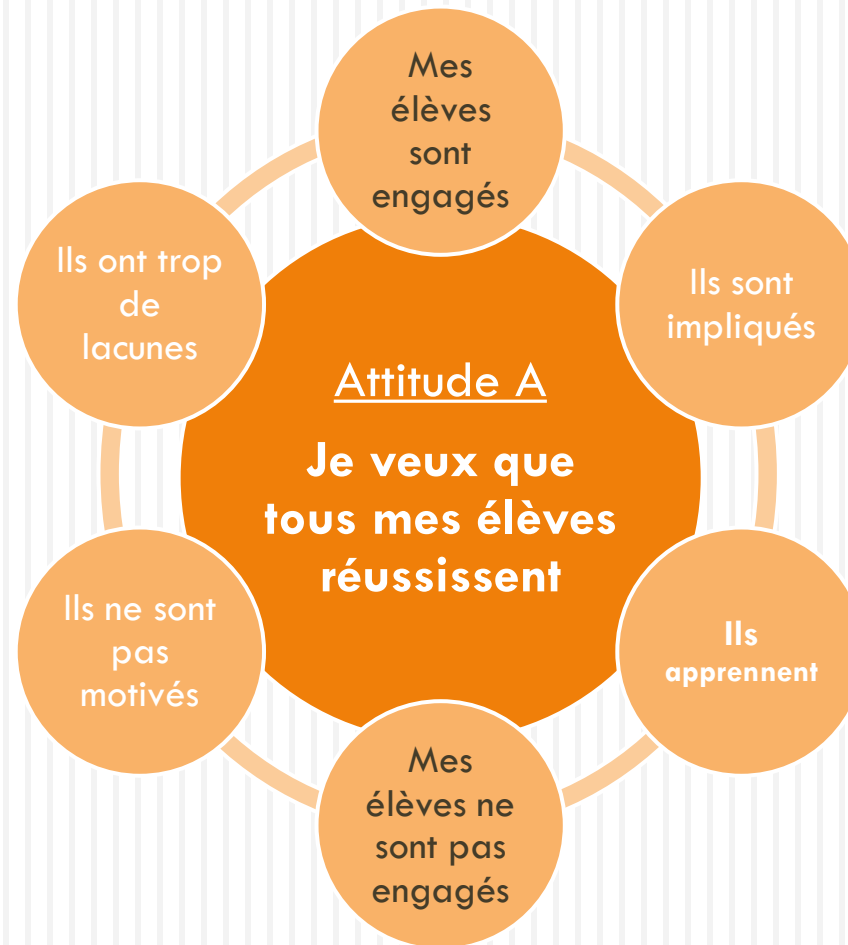 Mes
élèves
sont
engagés
Ils sont
impliqués
Ils
apprennent
Mes
élèves ne
sont pas
engagés
Ils ne sont
pas
motivés
Ils ont trop
de
lacunes
Attitude A
Je veux que
tous mes élèves
réussissent